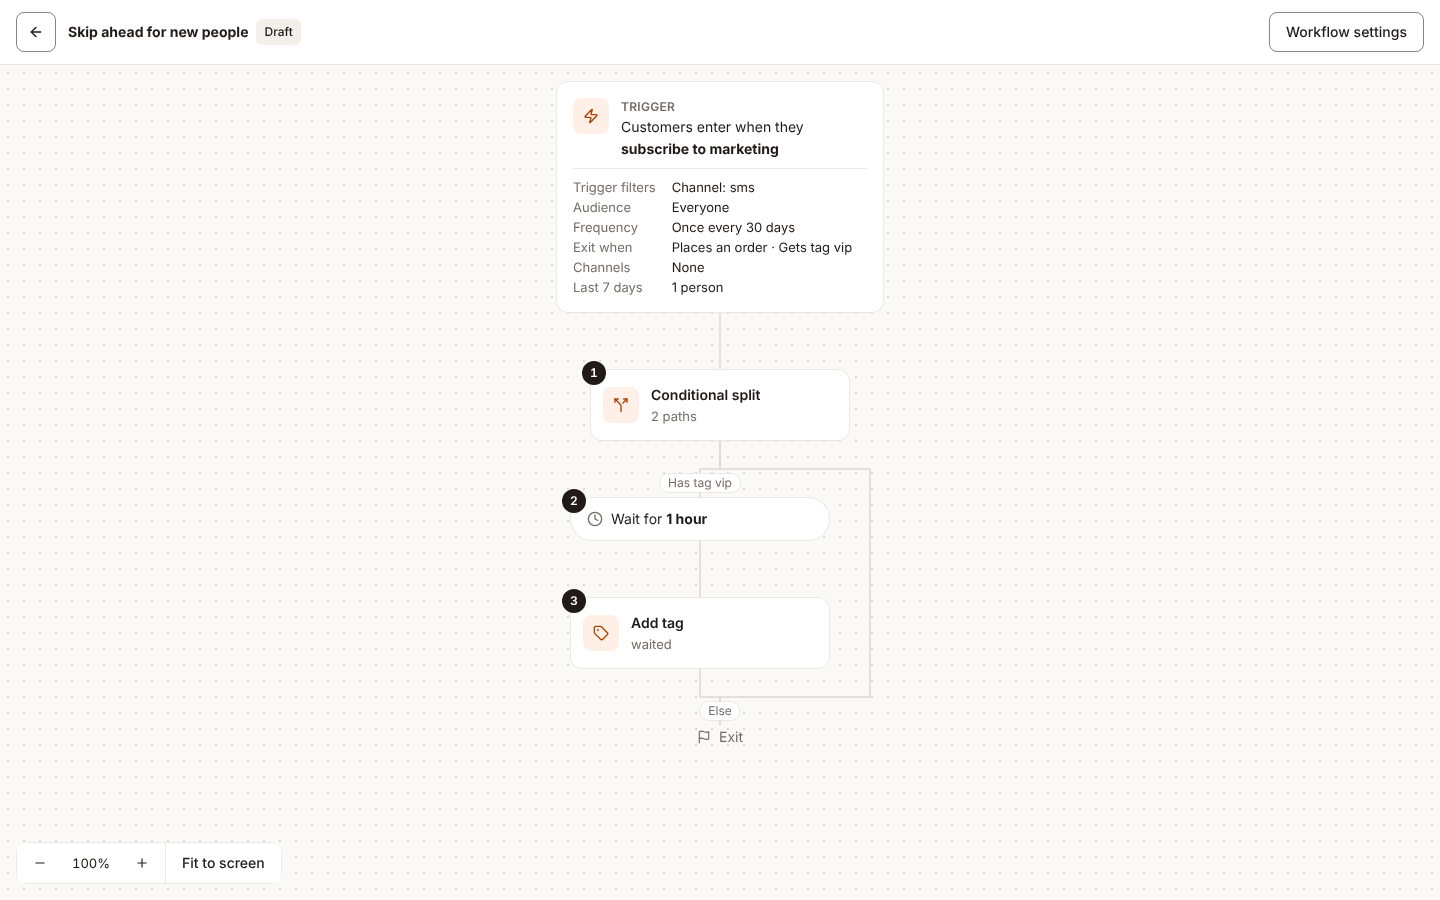 Skip ahead for new people
Draft
Workflow settings
TRIGGER
Customers enter when they
subscribe to marketing
Trigger filters Channel: sms
Audience Everyone
Frequency Once every 30 days
Exit when Places an order · Gets tag vip
Channels None
Last 7 days 1 person
1
Conditional split
2 paths
Has tag vip
2
Wait for 1 hour
3
Add tag
waited
Else
Exit
100%
Fit to screen